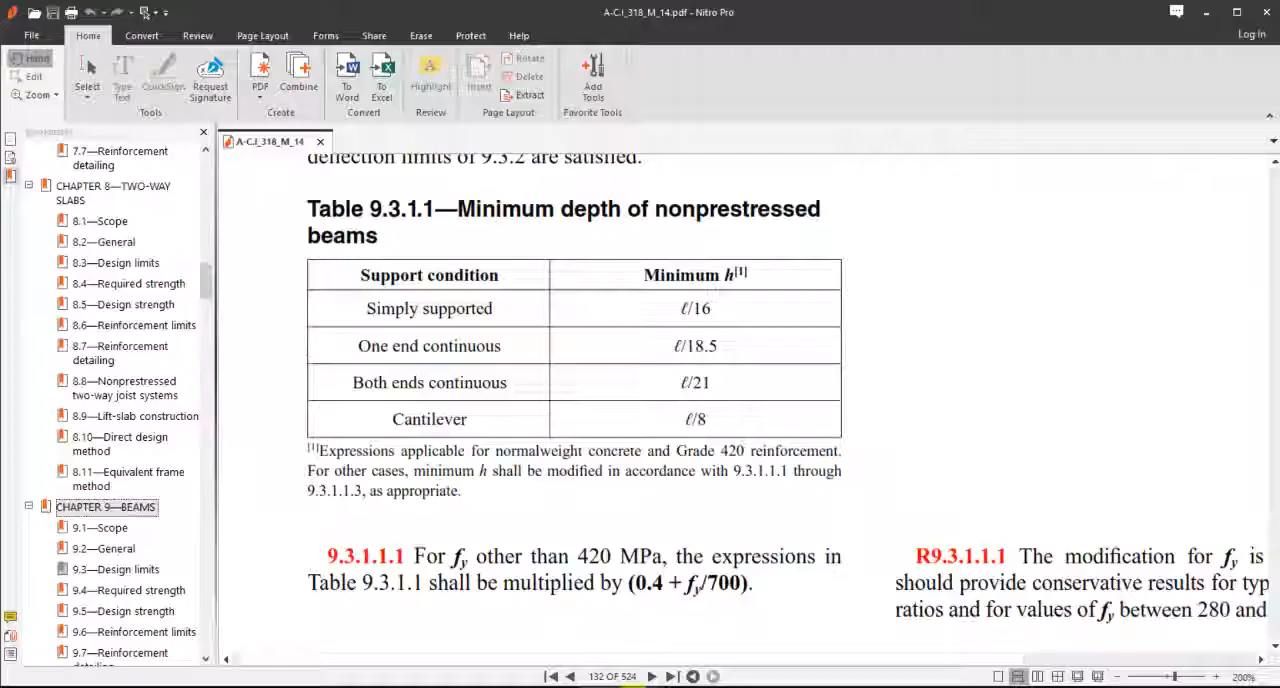 A-C.I_318_M_14.pdf - Nitro Pro
File Home Convert Review Page Layout Forms Share Erase Protect Help Log In
Hand
Edit
Zoom
Select
Type Text
QuickSign
Request Signature
Tools
PDF
Combine
Create
To Word
To Excel
Convert
Highlight
Review
Insert
Rotate
Delete
Extract
Page Layout
Add Tools
Favorite Tools
A-C.I_318_M_14
7.7—Reinforcement
detailing
CHAPTER 8—TWO-WAY
SLABS
8.1—Scope
8.2—General
8.3—Design limits
8.4—Required strength
8.5—Design strength
8.6—Reinforcement limits
8.7—Reinforcement
detailing
8.8—Nonprestressed
two-way joist systems
8.9—Lift-slab construction
8.10—Direct design
method
8.11—Equivalent frame
method
CHAPTER 9—BEAMS
9.1—Scope
9.2—General
9.3—Design limits
9.4—Required strength
9.5—Design strength
9.6—Reinforcement limits
9.7—Reinforcement
detailing
deflection limits of 9.3.2 are satisfied.
Table 9.3.1.1—Minimum depth of nonprestressed
beams
Support condition Minimum h[1]
Simply supported ℓ/16
One end continuous ℓ/18.5
Both ends continuous ℓ/21
Cantilever ℓ/8
[1]Expressions applicable for normalweight concrete and Grade 420 reinforcement.
For other cases, minimum h shall be modified in accordance with 9.3.1.1.1 through
9.3.1.1.3, as appropriate.
9.3.1.1.1 For fy other than 420 MPa, the expressions in
Table 9.3.1.1 shall be multiplied by (0.4 + fy/700).
R9.3.1.1.1 The modification for fy is
should provide conservative results for typ
ratios and for values of fy between 280 and
132 OF 524
200%